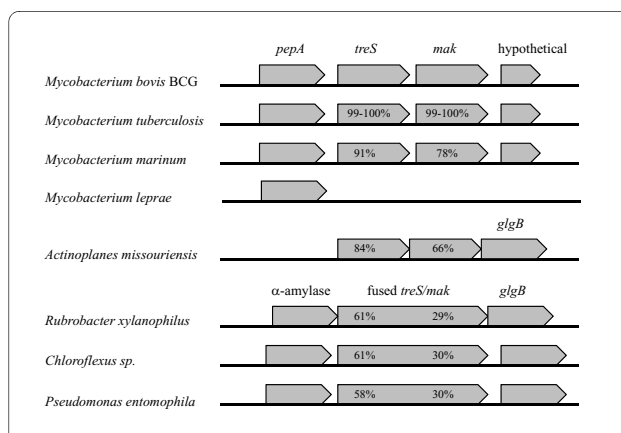 pepA treS mak hypothetical
Mycobacterium bovis BCG
Mycobacterium tuberculosis 99-100% 99-100%
Mycobacterium marinum 91% 78%
Mycobacterium leprae
glgB
Actinoplanes missouriensis 84% 66%
α-amylase fused treS/mak glgB
Rubrobacter xylanophilus 61% 29%
Chloroflexus sp. 61% 30%
Pseudomonas entomophila 58% 30%